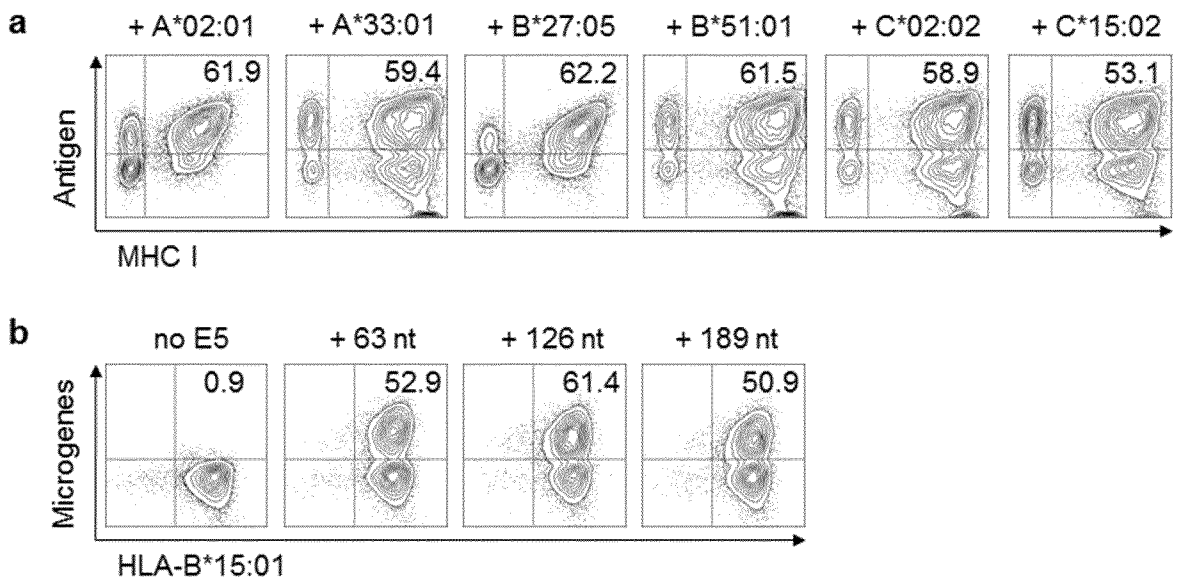 a
+ A*02:01 + A*33:01 + B*27:05 + B*51:01 + C*02:02 + C*15:02
61.9 59.4 62.2 61.5 58.9 53.1
Antigen
MHC I
b
no E5 + 63 nt + 126 nt + 189 nt
0.9 52.9 61.4 50.9
Microgenes
HLA-B*15:01